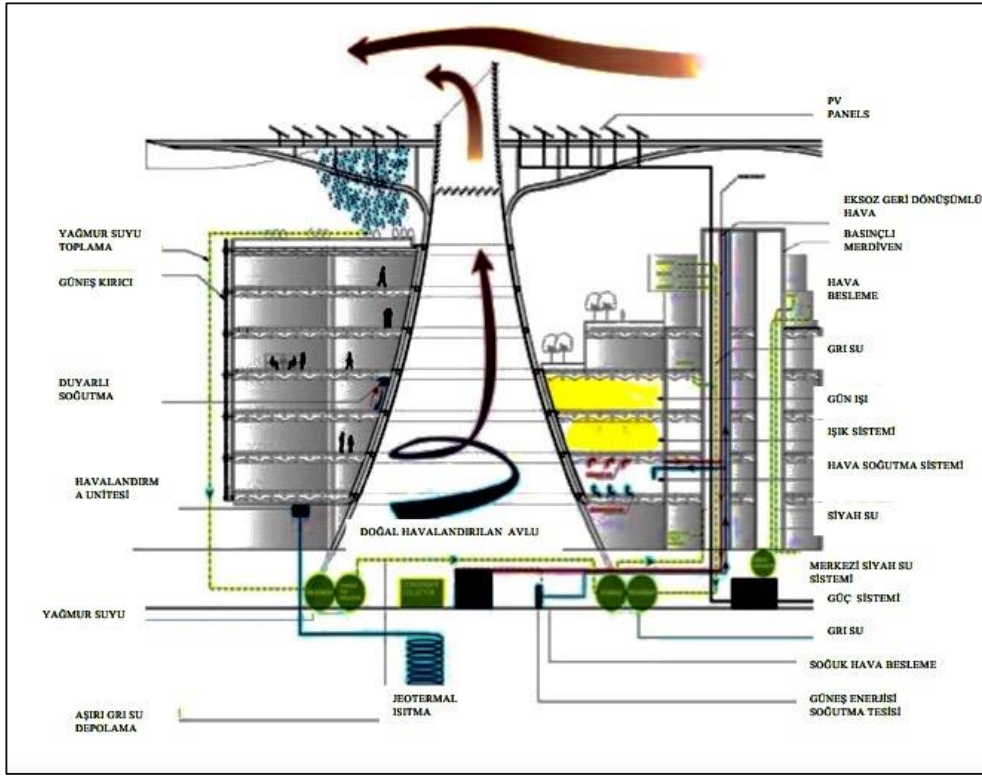 PV
PANELS
EKSOZ GERİ DÖNÜŞÜMLÜ
HAVA
BASINÇLI
MERDİVEN
HAVA
BESLEME
GRI SU
GÜN IŞI
IŞIK SİSTEMİ
HAVA SOĞUTMA SİSTEMİ
SİYAH SU
MERKEZİ SİYAH SU
SİSTEMİ
GÜÇ SİSTEMİ
GRI SU
SOĞUK HAVA BESLEME
GÜNEŞ ENERJİSİ
SOĞUTMA TESİSİ
YAĞMUR SUYU
TOPLAMA
GÜNEŞ KIRICI
DUYARLI
SOĞUTMA
HAVALANDIRM
A UNİTESİ
DOĞAL HAVALANDIRILAN AVLU
YAĞMUR SUYU
JEOTERMAL
ISITMA
AŞIRI GRI SU
DEPOLAMA